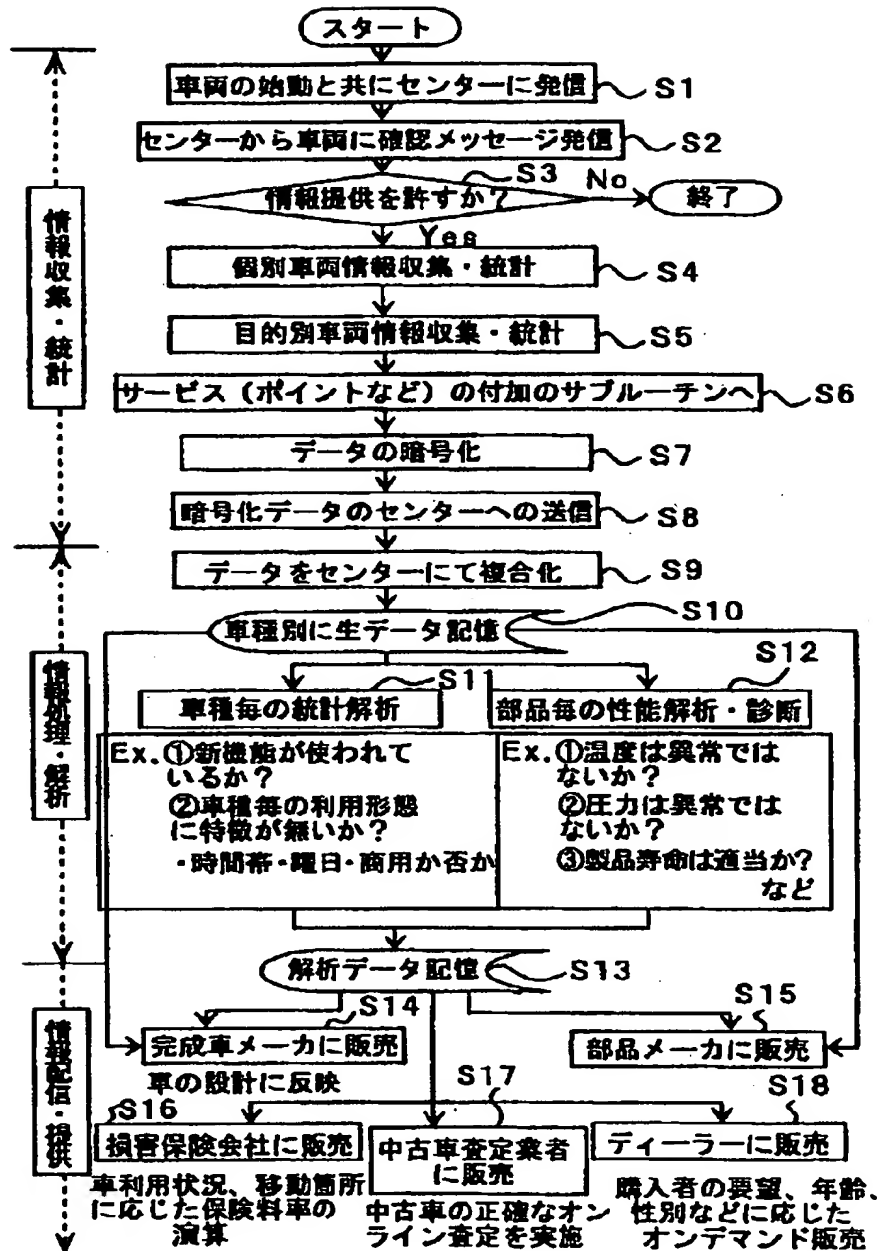 スタート
車両の始動と共にセンターに発信
S1
センターから車両に確認メッセージ発信
S2
S3
情報提供を許すか?
No
終了
Yes
個別車両情報収集・統計
S4
目的別車両情報収集・統計
S5
サービス(ポイントなど)の付加のサブルーチンへ
S6
データの暗号化
S7
暗号化データのセンターへの送信
S8
情報収集・統計
データをセンターにて複合化
S9
車種別に生データ記憶
S10
S11
車種毎の統計解析
S12
部品毎の性能解析・診断
Ex.①新機能が使われて
いるか?
②車種毎の利用形態
に特徴が無いか?
・時間帯・曜日・商用か否か
Ex.①温度は異常では
ないか?
②圧力は異常では
ないか?
③製品寿命は適当か?
など
情報処理・解析
解析データ記憶
S13
S14
完成車メーカに販売
車の設計に反映
S15
部品メーカに販売
S16
損害保険会社に販売
車利用状況、移動箇所
に応じた保険料率の
演算
S17
中古車査定業者
に販売
中古車の正確なオン
ライン査定を実施
S18
ディーラーに販売
購入者の要望、年齢、
性別などに応じた
オンデマンド販売
情報配信・提供